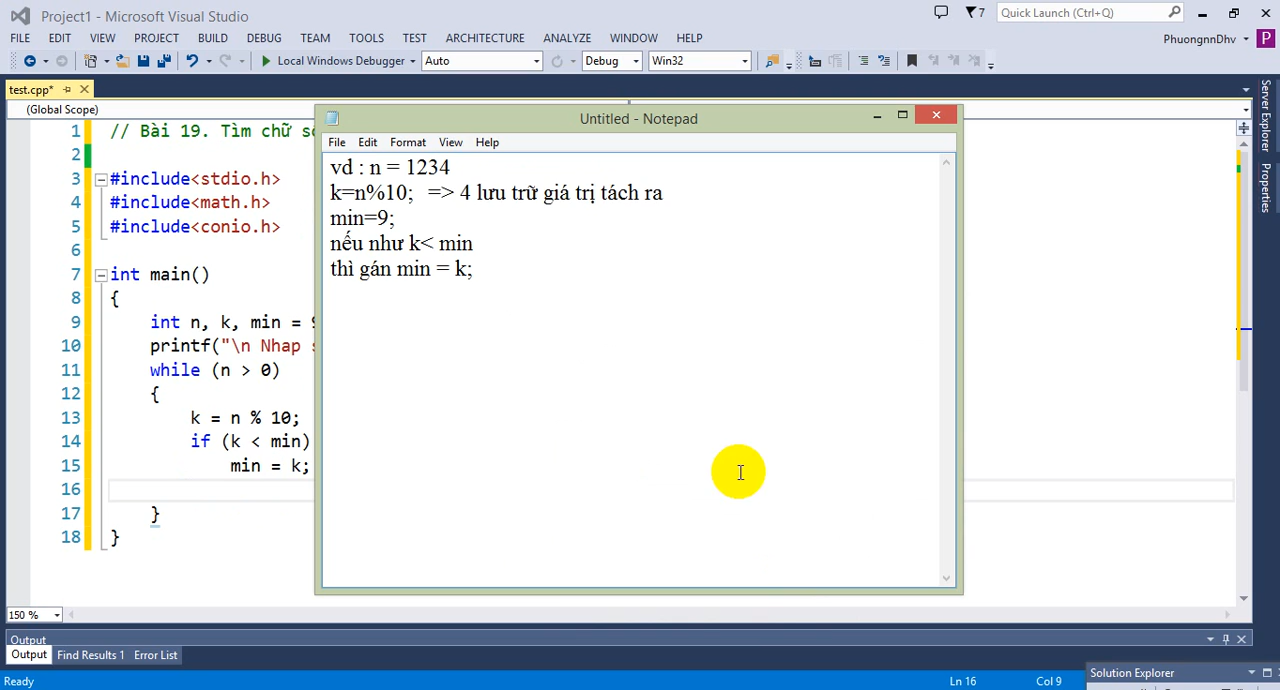 Project1 - Microsoft Visual Studio
7
Quick Launch (Ctrl+Q)
FILE EDIT VIEW PROJECT BUILD DEBUG TEAM TOOLS TEST ARCHITECTURE ANALYZE WINDOW HELP
PhuongnnDhv
P
Local Windows Debugger
Auto
Debug
Win32
test.cpp*
(Global Scope)
Server Explorer
Properties
Untitled - Notepad
File Edit Format View Help
vd : n = 1234
k=n%10; => 4 lưu trữ giá trị tách ra
min=9;
nếu như k< min
thì gán min = k;
1 // Bài 19. Tìm chữ
2
3 #include<stdio.h>
4 #include<math.h>
5 #include<conio.h>
6
7 int main()
8 {
9 int n, k, min =
10 printf("\n Nhap
11 while (n > 0)
12 {
13 k = n % 10;
14 if (k < min)
15 min = k;
16
17 }
18 }
150 %
Output
Output Find Results 1 Error List
Solution Explorer
Ready
Ln 16
Col 9